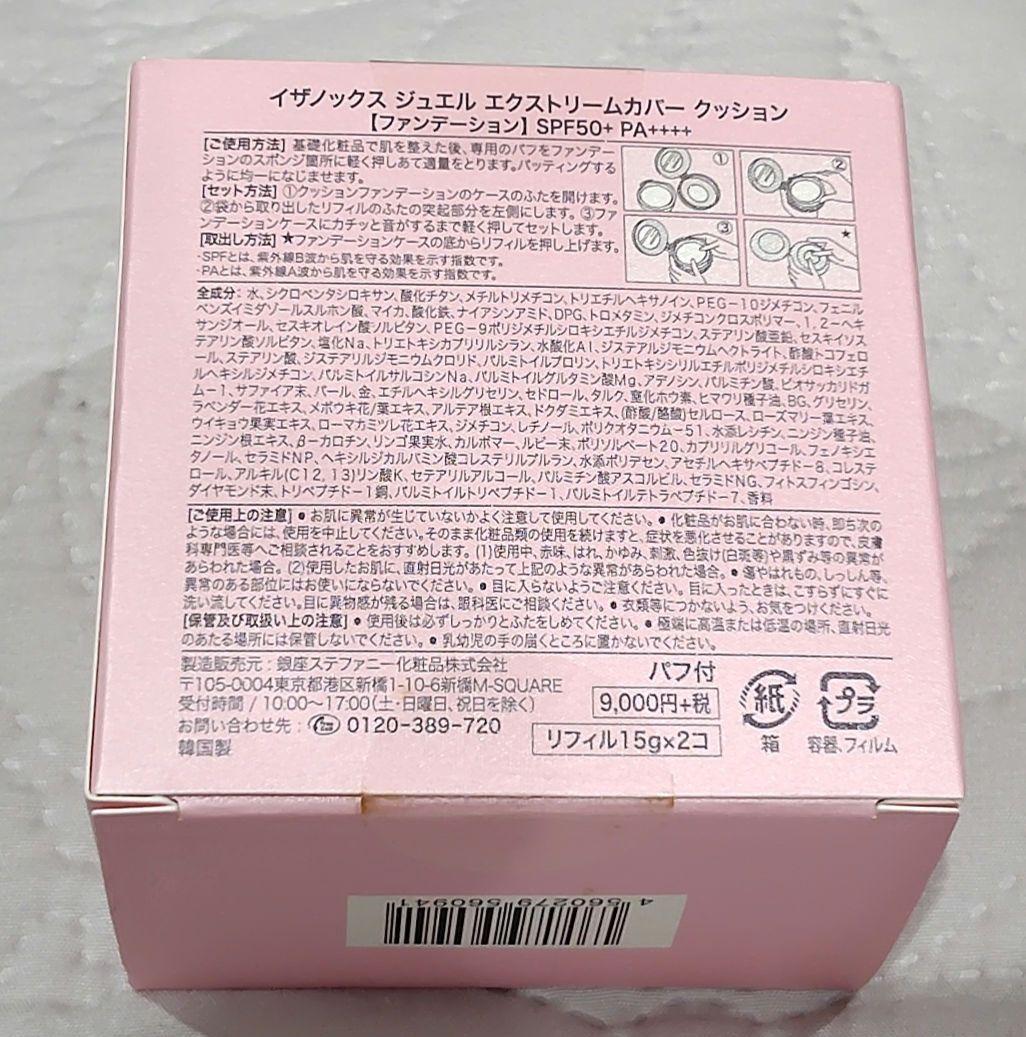 イザノックス ジュエル エクストリームカバー クッション
【ファンデーション】SPF50+ PA++++
[ご使用方法] 基礎化粧品で肌を整えた後、専用のパフをファンデー
ションのスポンジ箇所に軽く押しあて適量をとります。パッティングする
ように均一になじませます。
[セット方法] ①クッションファンデーションのケースのふたを開けます。
②袋から取り出したリフィルのふたの突起部分を左側にします。③ファ
ンデーションケースにカチッと音がするまで軽く押してセットします。
[取出し方法] ★ファンデーションケースの底からリフィルを押し上げます。
・SPFとは、紫外線B波から肌を守る効果を示す指数です。
・PAとは、紫外線A波から肌を守る効果を示す指数です。
①
②
③
★
全成分：水、シクロペンタシロキサン、酸化チタン、メチルトリメチコン、トリエチルヘキサノイン、PEG-10ジメチコン、フェニル
ベンズイミダゾールスルホン酸、マイカ、酸化鉄、ナイアシンアミド、DPG、トロメタミン、ジメチコンクロスポリマー、1，2-ヘキ
サンジオール、セスキオレイン酸ソルビタン、PEG-9ポリジメチルシロキシエチルジメチコン、ステアリン酸亜鉛、セスキイソス
テアリン酸ソルビタン、塩化Na、トリエトキシカプリリルシラン、水酸化Al、ジステアルジモニウムヘクトライト、酢酸トコフェロ
ール、ステアリン酸、ジステアリルジモニウムクロリド、パルミトイルプロリン、トリエトキシシリルエチルポリジメチルシロキシエチ
ルヘキシルジメチコン、パルミトイルサルコシンNa、パルミトイルグルタミン酸Mg、アデノシン、パルミチン酸、ビオサッカリドガ
ム-1、サファイア末、パール、金、エチルヘキシルグリセリン、セドロール、タルク、窒化ホウ素、ヒマワリ種子油、BG、グリセリン、
ラベンダー花エキス、メボウキ花/葉エキス、アルテア根エキス、ドクダミエキス、(酢酸/酪酸)セルロース、ローズマリー葉エキス、
ウイキョウ果実エキス、ローマカミツレ花エキス、ジメチコン、レチノール、ポリクオタニウム-51、水添レシチン、ニンジン種子油、
ニンジン根エキス、β-カロチン、リンゴ果実水、カルボマー、ルビー末、ポリソルベート20、カプリリルグリコール、フェノキシエ
タノール、セラミドNP、ヘキシルジカルバミン酸コレステリルプルラン、水添ポリデセン、アセチルヘキサペプチド-8、コレステ
ロール、アルキル(C12，13)リン酸K、セテアリルアルコール、パルミチン酸アスコルビル、セラミドNG、フィトスフィンゴシン、
ダイヤモンド末、トリペプチド-1銅、パルミトイルトリペプチド-1、パルミトイルテトラペプチド-7、香料
[ご使用上の注意] ● お肌に異常が生じていないかよく注意して使用してください。● 化粧品がお肌に合わない時、即ち次の
ような場合には、使用を中止してください。そのまま化粧品類の使用を続けますと、症状を悪化させることがありますので、皮膚
科専門医等へご相談されることをおすすめします。(1)使用中、赤味、はれ、かゆみ、刺激、色抜け(白斑等)や黒ずみ等の異常が
あらわれた場合。(2)使用したお肌に、直射日光があたって上記のような異常があらわれた場合。● 傷やはれもの、しっしん等、
異常のある部位にはお使いにならないでください。● 目に入らないようご注意ください。目に入ったときは、こすらずにすぐに
洗い流してください。目に異物感が残る場合は、眼科医にご相談ください。● 衣類等につかないよう、お気をつけください。
[保管及び取扱い上の注意] ● 使用後は必ずしっかりとふたをしめてください。● 極端に高温または低温の場所、直射日光
のあたる場所には保管しないでください。● 乳幼児の手の届くところに置かないでください。
製造販売元：銀座ステファニー化粧品株式会社
〒105-0004東京都港区新橋1-10-6新橋M-SQUARE
受付時間／10:00〜17:00(土・日曜日、祝日を除く)
お問い合わせ先： 0120-389-720
韓国製
パフ付
9,000円+税
リフィル15g×2コ
紙
箱
プラ
容器、フィルム
4 560279 560941